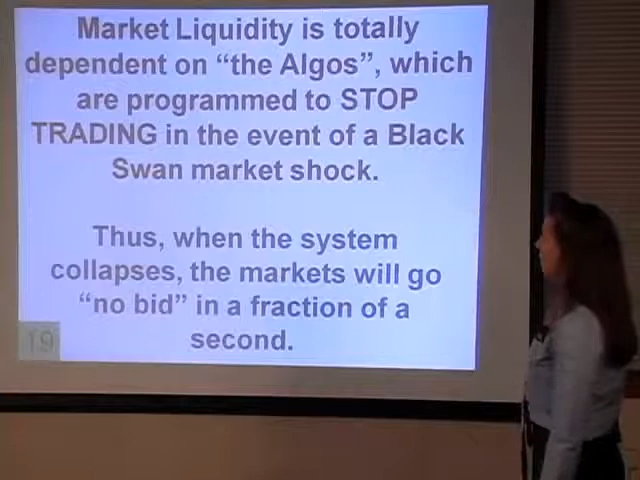 Market Liquidity is totally
dependent on “the Algos”, which
are programmed to STOP
TRADING in the event of a Black
Swan market shock.
Thus, when the system
collapses, the markets will go
“no bid” in a fraction of a
second.
19